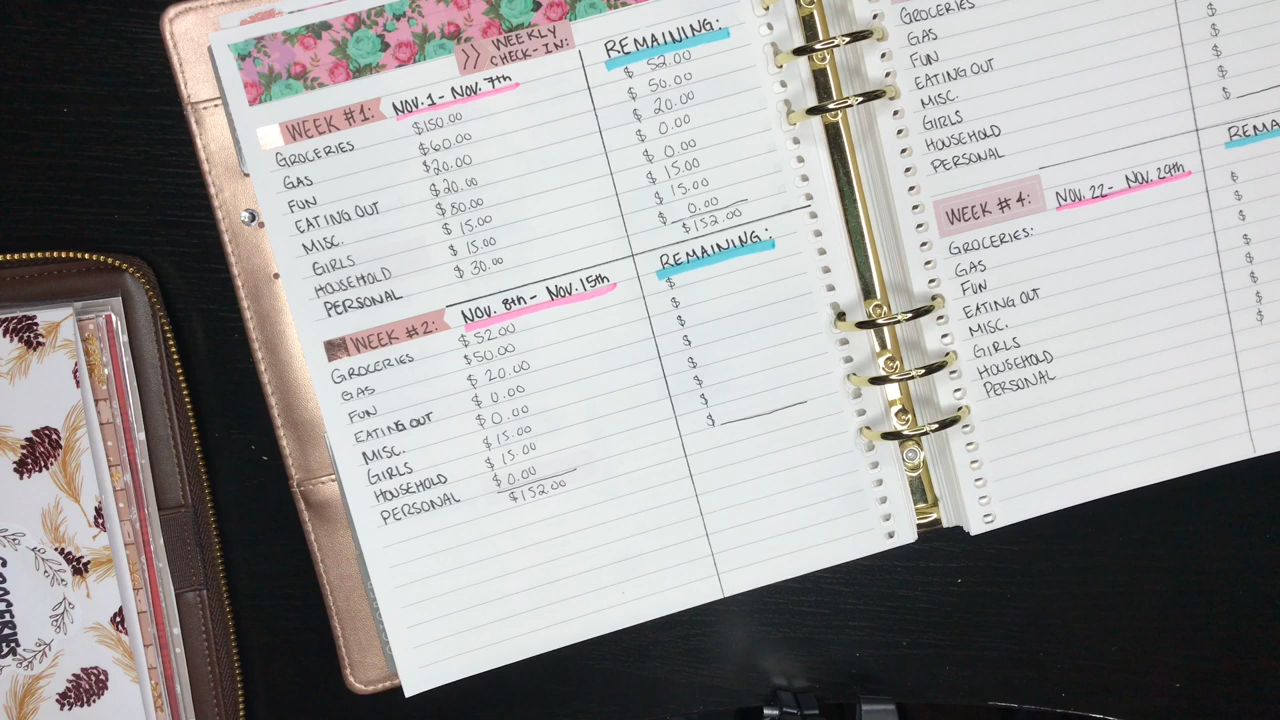 >> WEEKLY CHECK-IN:
REMAINING:
WEEK #1: NOV. 1 - NOV. 7th
GROCERIES $150.00 $ 52.00
GAS $60.00 $ 50.00
FUN $20.00 $ 20.00
EATING OUT $20.00 $ 0.00
MISC. $80.00 $ 0.00
GIRLS $15.00 $ 15.00
HOUSEHOLD $15.00 $ 15.00
PERSONAL $30.00 $ 0.00
$152.00
WEEK #2: NOV. 8th - NOV. 15th REMAINING:
GROCERIES $52.00 $
GAS $50.00 $
FUN $20.00 $
EATING OUT $0.00 $
MISC. $0.00 $
GIRLS $15.00 $
HOUSEHOLD $15.00 $
PERSONAL $0.00 $
$152.00
GROCERIES $
GAS $
FUN $
EATING OUT $
MISC. $
GIRLS
HOUSEHOLD
PERSONAL
WEEK #4: NOV. 22 - NOV. 29th
GROCERIES: $
GAS $
FUN $
EATING OUT $
MISC. $
GIRLS $
HOUSEHOLD $
PERSONAL $